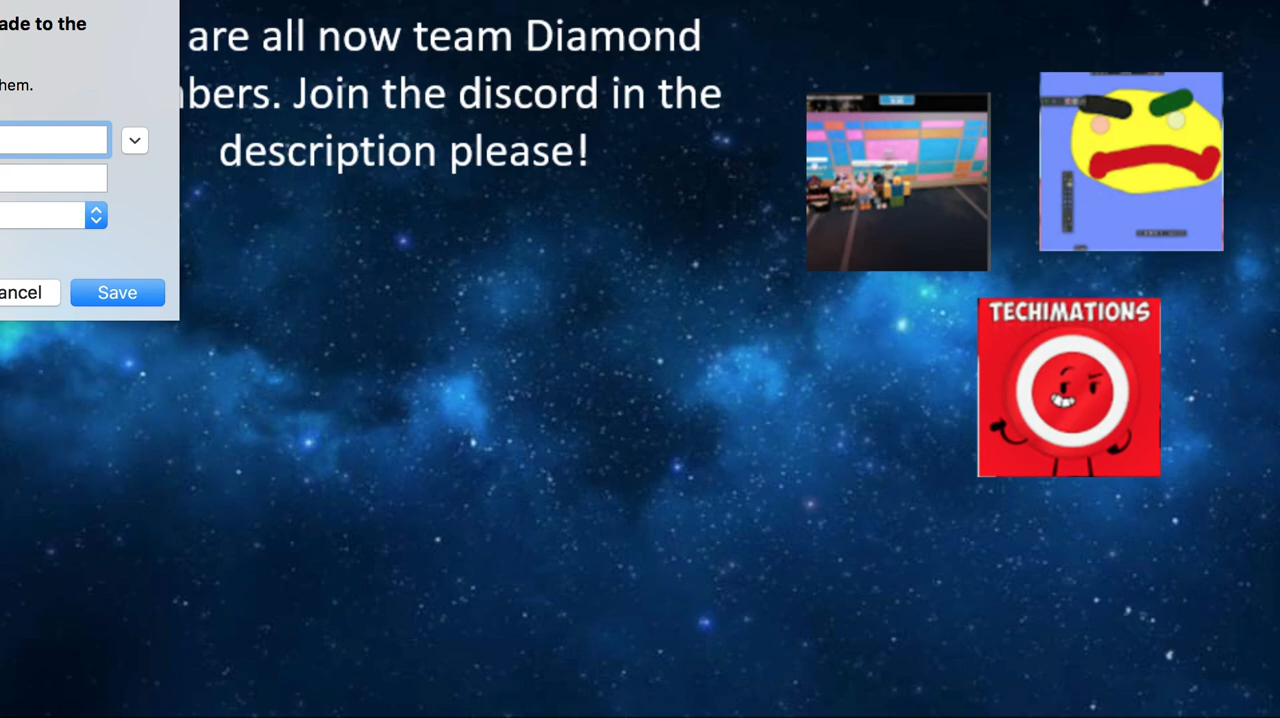 ade to the
are all now team Diamond
hem.
bers. Join the discord in the
description please!
ancel
Save
TECHIMATIONS